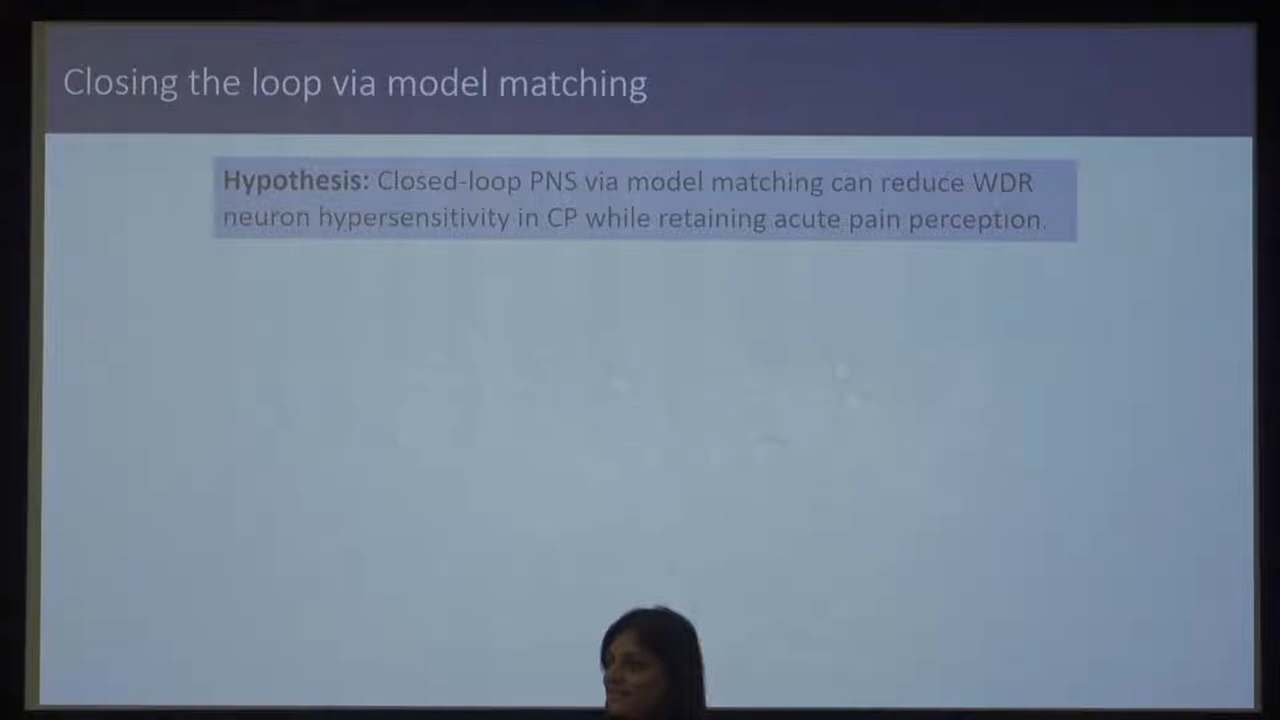 Closing the loop via model matching
Hypothesis: Closed-loop PNS via model matching can reduce WDR
neuron hypersensitivity in CP while retaining acute pain perception.